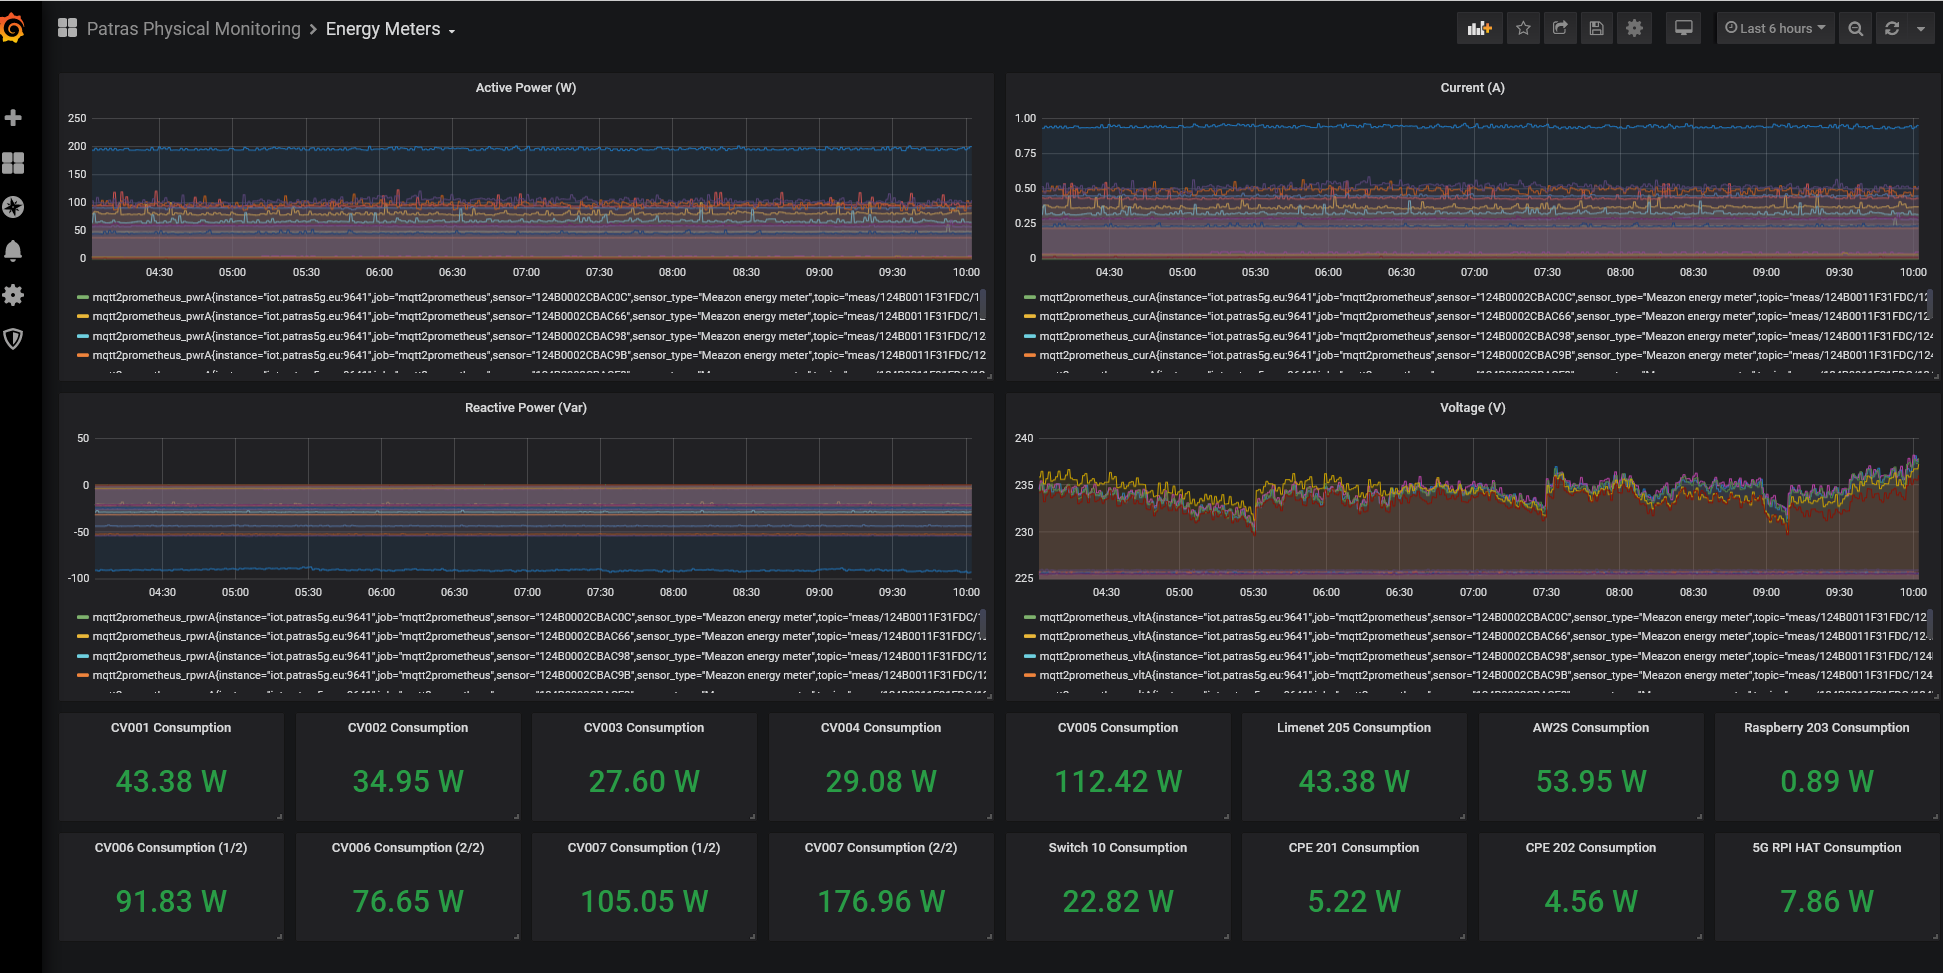 Patras Physical Monitoring > Energy Meters
Last 6 hours
Active Power (W)
250
200
150
100
50
0
04:30 05:00 05:30 06:00 06:30 07:00 07:30 08:00 08:30 09:00 09:30 10:00
mqtt2prometheus_pwrA{instance="iot.patras5g.eu:9641",job="mqtt2prometheus",sensor="124B0002CBAC0C",sensor_type="Meazon energy meter",topic="meas/124B0011F31FDC/1
mqtt2prometheus_pwrA{instance="iot.patras5g.eu:9641",job="mqtt2prometheus",sensor="124B0002CBAC66",sensor_type="Meazon energy meter",topic="meas/124B0011F31FDC/1
mqtt2prometheus_pwrA{instance="iot.patras5g.eu:9641",job="mqtt2prometheus",sensor="124B0002CBAC98",sensor_type="Meazon energy meter",topic="meas/124B0011F31FDC/12
mqtt2prometheus_pwrA{instance="iot.patras5g.eu:9641",job="mqtt2prometheus",sensor="124B0002CBAC9B",sensor_type="Meazon energy meter",topic="meas/124B0011F31FDC/12
Current (A)
1.00
0.75
0.50
0.25
0
04:30 05:00 05:30 06:00 06:30 07:00 07:30 08:00 08:30 09:00 09:30 10:00
mqtt2prometheus_curA{instance="iot.patras5g.eu:9641",job="mqtt2prometheus",sensor="124B0002CBAC0C",sensor_type="Meazon energy meter",topic="meas/124B0011F31FDC/12
mqtt2prometheus_curA{instance="iot.patras5g.eu:9641",job="mqtt2prometheus",sensor="124B0002CBAC66",sensor_type="Meazon energy meter",topic="meas/124B0011F31FDC/12
mqtt2prometheus_curA{instance="iot.patras5g.eu:9641",job="mqtt2prometheus",sensor="124B0002CBAC98",sensor_type="Meazon energy meter",topic="meas/124B0011F31FDC/124
mqtt2prometheus_curA{instance="iot.patras5g.eu:9641",job="mqtt2prometheus",sensor="124B0002CBAC9B",sensor_type="Meazon energy meter",topic="meas/124B0011F31FDC/124
Reactive Power (Var)
50
0
-50
-100
04:30 05:00 05:30 06:00 06:30 07:00 07:30 08:00 08:30 09:00 09:30 10:00
mqtt2prometheus_rpwrA{instance="iot.patras5g.eu:9641",job="mqtt2prometheus",sensor="124B0002CBAC0C",sensor_type="Meazon energy meter",topic="meas/124B0011F31FDC/
mqtt2prometheus_rpwrA{instance="iot.patras5g.eu:9641",job="mqtt2prometheus",sensor="124B0002CBAC66",sensor_type="Meazon energy meter",topic="meas/124B0011F31FDC/1
mqtt2prometheus_rpwrA{instance="iot.patras5g.eu:9641",job="mqtt2prometheus",sensor="124B0002CBAC98",sensor_type="Meazon energy meter",topic="meas/124B0011F31FDC/1
mqtt2prometheus_rpwrA{instance="iot.patras5g.eu:9641",job="mqtt2prometheus",sensor="124B0002CBAC9B",sensor_type="Meazon energy meter",topic="meas/124B0011F31FDC/1
Voltage (V)
240
235
230
225
04:30 05:00 05:30 06:00 06:30 07:00 07:30 08:00 08:30 09:00 09:30 10:00
mqtt2prometheus_vltA{instance="iot.patras5g.eu:9641",job="mqtt2prometheus",sensor="124B0002CBAC0C",sensor_type="Meazon energy meter",topic="meas/124B0011F31FDC/12
mqtt2prometheus_vltA{instance="iot.patras5g.eu:9641",job="mqtt2prometheus",sensor="124B0002CBAC66",sensor_type="Meazon energy meter",topic="meas/124B0011F31FDC/12
mqtt2prometheus_vltA{instance="iot.patras5g.eu:9641",job="mqtt2prometheus",sensor="124B0002CBAC98",sensor_type="Meazon energy meter",topic="meas/124B0011F31FDC/124
mqtt2prometheus_vltA{instance="iot.patras5g.eu:9641",job="mqtt2prometheus",sensor="124B0002CBAC9B",sensor_type="Meazon energy meter",topic="meas/124B0011F31FDC/124
CV001 Consumption
43.38 W
CV002 Consumption
34.95 W
CV003 Consumption
27.60 W
CV004 Consumption
29.08 W
CV005 Consumption
112.42 W
Limenet 205 Consumption
43.38 W
AW2S Consumption
53.95 W
Raspberry 203 Consumption
0.89 W
CV006 Consumption (1/2)
91.83 W
CV006 Consumption (2/2)
76.65 W
CV007 Consumption (1/2)
105.05 W
CV007 Consumption (2/2)
176.96 W
Switch 10 Consumption
22.82 W
CPE 201 Consumption
5.22 W
CPE 202 Consumption
4.56 W
5G RPI HAT Consumption
7.86 W